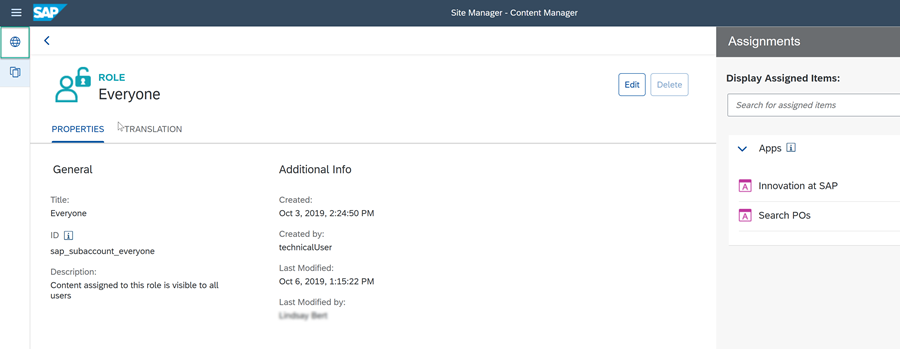 SAP
Site Manager - Content Manager
ROLE
Everyone
Edit
Delete
PROPERTIES
TRANSLATION
General
Title:
Everyone
ID
sap_subaccount_everyone
Description:
Content assigned to this role is visible to all
users
Additional Info
Created:
Oct 3, 2019, 2:24:50 PM
Created by:
technicalUser
Last Modified:
Oct 6, 2019, 1:15:22 PM
Last Modified by:
Assignments
Display Assigned Items:
Search for assigned items
Apps
A Innovation at SAP
A Search POs